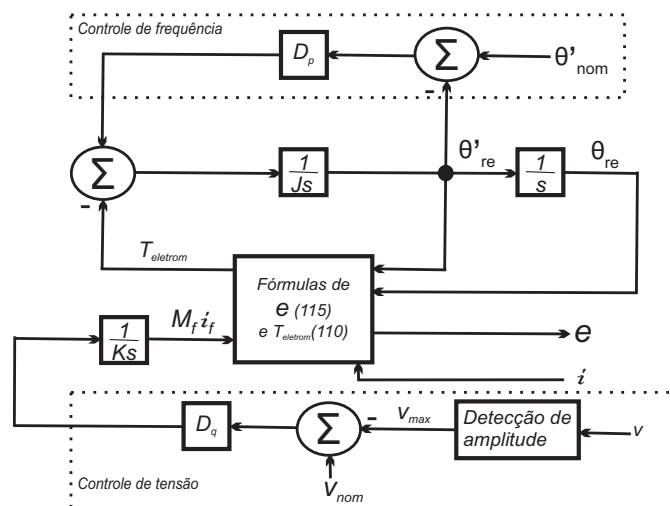 Controle de frequência
D_p
Σ
θ'_nom
-
Σ
-
1
Js
θ'_re
1
s
θ_re
T_eletrom
Fórmulas de
e (115)
e T_eletrom(110)
1
Ks
M_f i_f
e
i
D_q
Σ
-
v_max
Detecção de
amplitude
v
v_nom
Controle de tensão